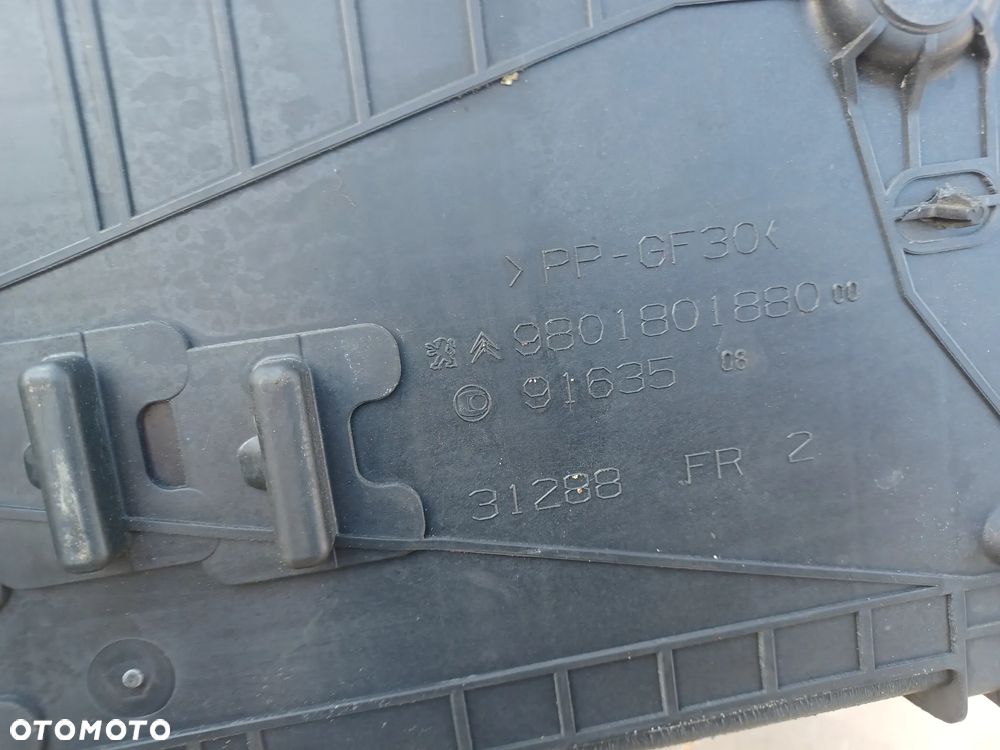 >PP-GF30<
9801801880 00
91635 08
31288 FR 2
OTOMOTO